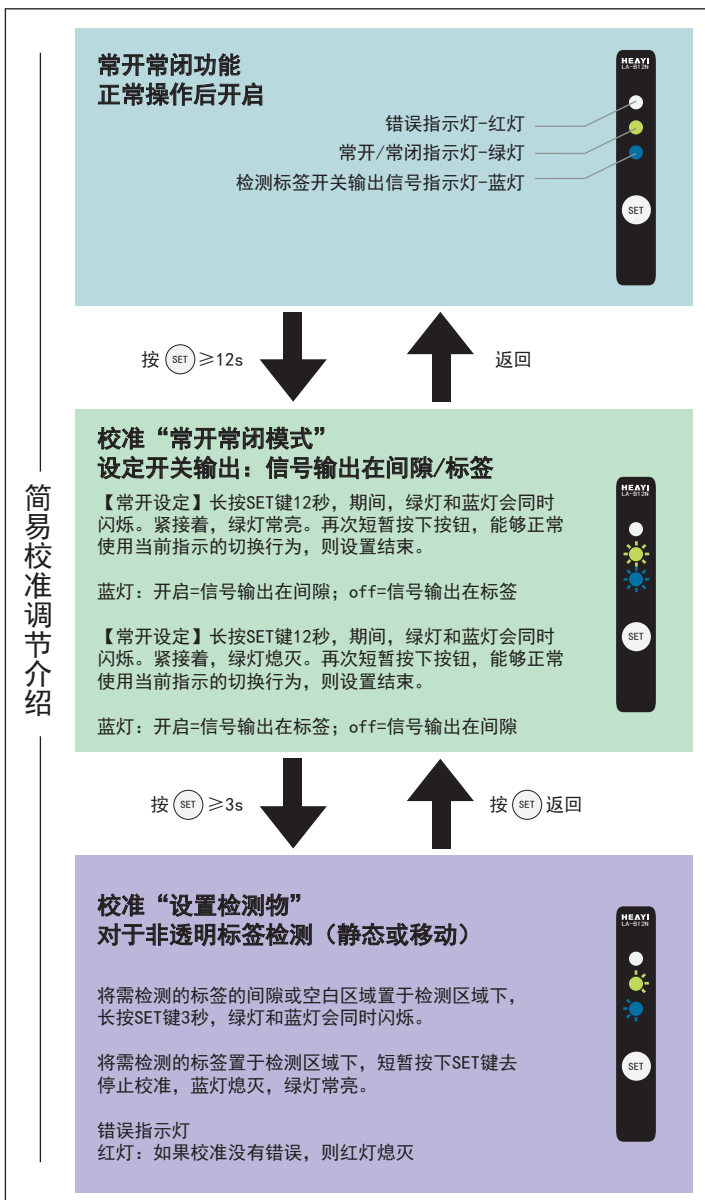 简易校准调节介绍
常开常闭功能
正常操作后开启
HEAYI
LA-B12N
错误指示灯-红灯
常开/常闭指示灯-绿灯
检测标签开关输出信号指示灯-蓝灯
SET
按 SET ≥12s
返回
校准“常开常闭模式”
设定开关输出：信号输出在间隙/标签
【常开设定】长按SET键12秒，期间，绿灯和蓝灯会同时
闪烁。紧接着，绿灯常亮。再次短暂按下按钮，能够正常
使用当前指示的切换行为，则设置结束。
蓝灯：开启=信号输出在间隙；off=信号输出在标签
【常开设定】长按SET键12秒，期间，绿灯和蓝灯会同时
闪烁。紧接着，绿灯熄灭。再次短暂按下按钮，能够正常
使用当前指示的切换行为，则设置结束。
蓝灯：开启=信号输出在标签；off=信号输出在间隙
HEAYI
LA-B12N
SET
按 SET ≥3s
按 SET 返回
校准“设置检测物”
对于非透明标签检测（静态或移动）
将需检测的标签的间隙或空白区域置于检测区域下，
长按SET键3秒，绿灯和蓝灯会同时闪烁。
将需检测的标签置于检测区域下，短暂按下SET键去
停止校准，蓝灯熄灭，绿灯常亮。
错误指示灯
红灯：如果校准没有错误，则红灯熄灭
HEAYI
LA-B12N
SET